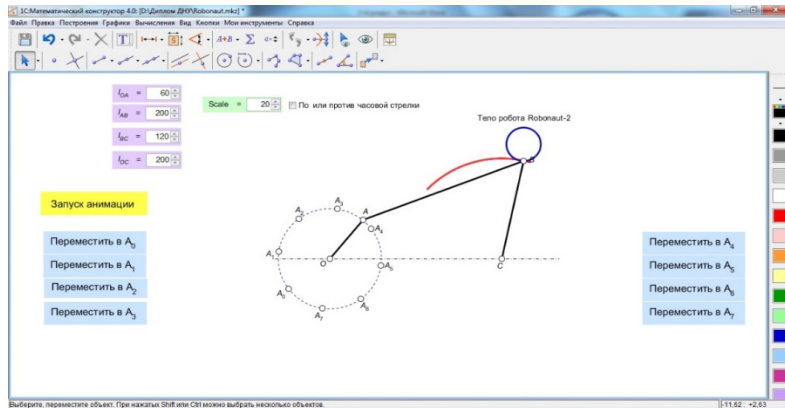 1С:Математический конструктор 4.0: [D:\Диплом ДНУ\Robonaut.mkz] *
Файл Правка Построения Графики Вычисления Вид Кнопки Мои инструменты Справка
l_OA = 60
l_AB = 200
l_BC = 120
l_OC = 200
Scale = 20
По или против часовой стрелки
Тело робота Robonaut-2
Запуск анимации
Переместить в A0
Переместить в A1
Переместить в A2
Переместить в A3
A2
A3
A
A4
A1
O
A5
C
B
A6
A7
Переместить в A4
Переместить в A5
Переместить в A6
Переместить в A7
Выберите, переместите объект. При нажатых Shift или Ctrl можно выбрать несколько объектов.
-11,62 : +2,63